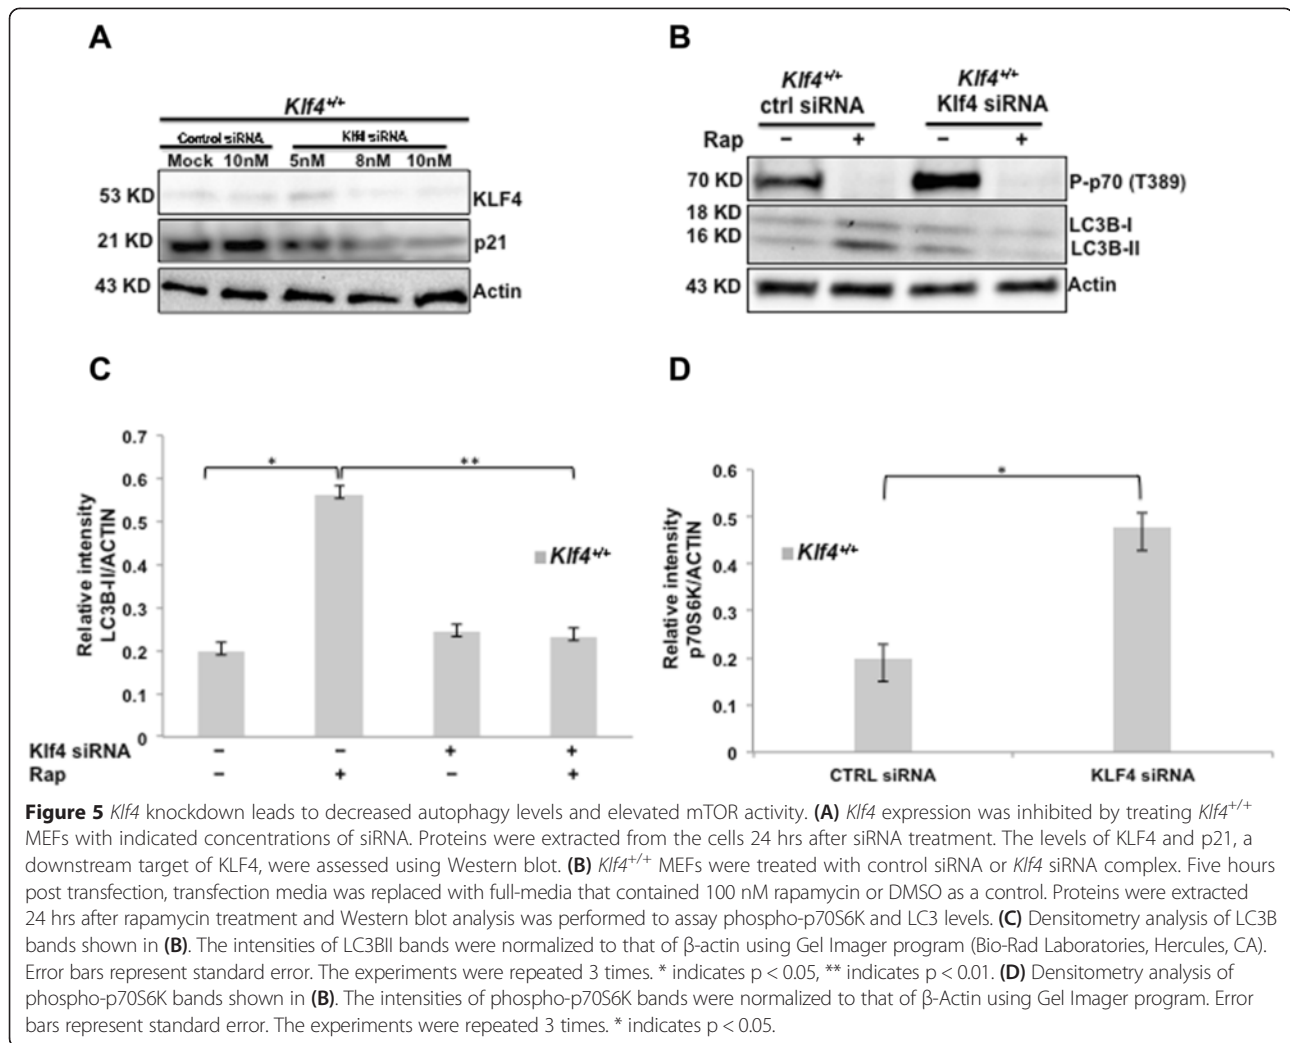 A
Klf4+/+
Control siRNA Klf4 siRNA
Mock 10nM 5nM 8nM 10nM
53 KD KLF4
21 KD p21
43 KD Actin
B
Klf4+/+ Klf4+/+
ctrl siRNA Klf4 siRNA
Rap – + – +
70 KD P-p70 (T389)
18 KD LC3B-I
16 KD LC3B-II
43 KD Actin
C
Relative intensity
LC3B-II/ACTIN
0.7
0.6
0.5
0.4
0.3
0.2
0.1
0
* **
Klf4+/+
Klf4 siRNA – – + +
Rap – + – +
D
Relative intensity
p70S6K/ACTIN
0.6
0.5
0.4
0.3
0.2
0.1
0
*
Klf4+/+
CTRL siRNA KLF4 siRNA
Figure 5 Klf4 knockdown leads to decreased autophagy levels and elevated mTOR activity. (A) Klf4 expression was inhibited by treating Klf4+/+
MEFs with indicated concentrations of siRNA. Proteins were extracted from the cells 24 hrs after siRNA treatment. The levels of KLF4 and p21, a
downstream target of KLF4, were assessed using Western blot. (B) Klf4+/+ MEFs were treated with control siRNA or Klf4 siRNA complex. Five hours
post transfection, transfection media was replaced with full-media that contained 100 nM rapamycin or DMSO as a control. Proteins were extracted
24 hrs after rapamycin treatment and Western blot analysis was performed to assay phospho-p70S6K and LC3 levels. (C) Densitometry analysis of LC3B
bands shown in (B). The intensities of LC3BII bands were normalized to that of β-actin using Gel Imager program (Bio-Rad Laboratories, Hercules, CA).
Error bars represent standard error. The experiments were repeated 3 times. * indicates p < 0.05, ** indicates p < 0.01. (D) Densitometry analysis of
phospho-p70S6K bands shown in (B). The intensities of phospho-p70S6K bands were normalized to that of β-Actin using Gel Imager program. Error
bars represent standard error. The experiments were repeated 3 times. * indicates p < 0.05.